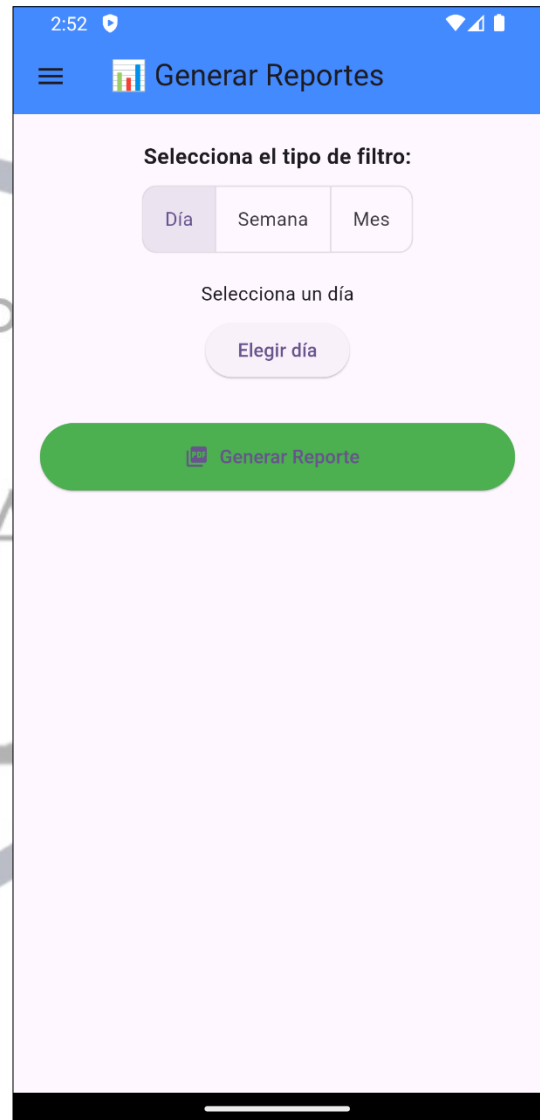 2:52
📊 Generar Reportes
Selecciona el tipo de filtro:
Día Semana Mes
Selecciona un día
Elegir día
PDF Generar Reporte